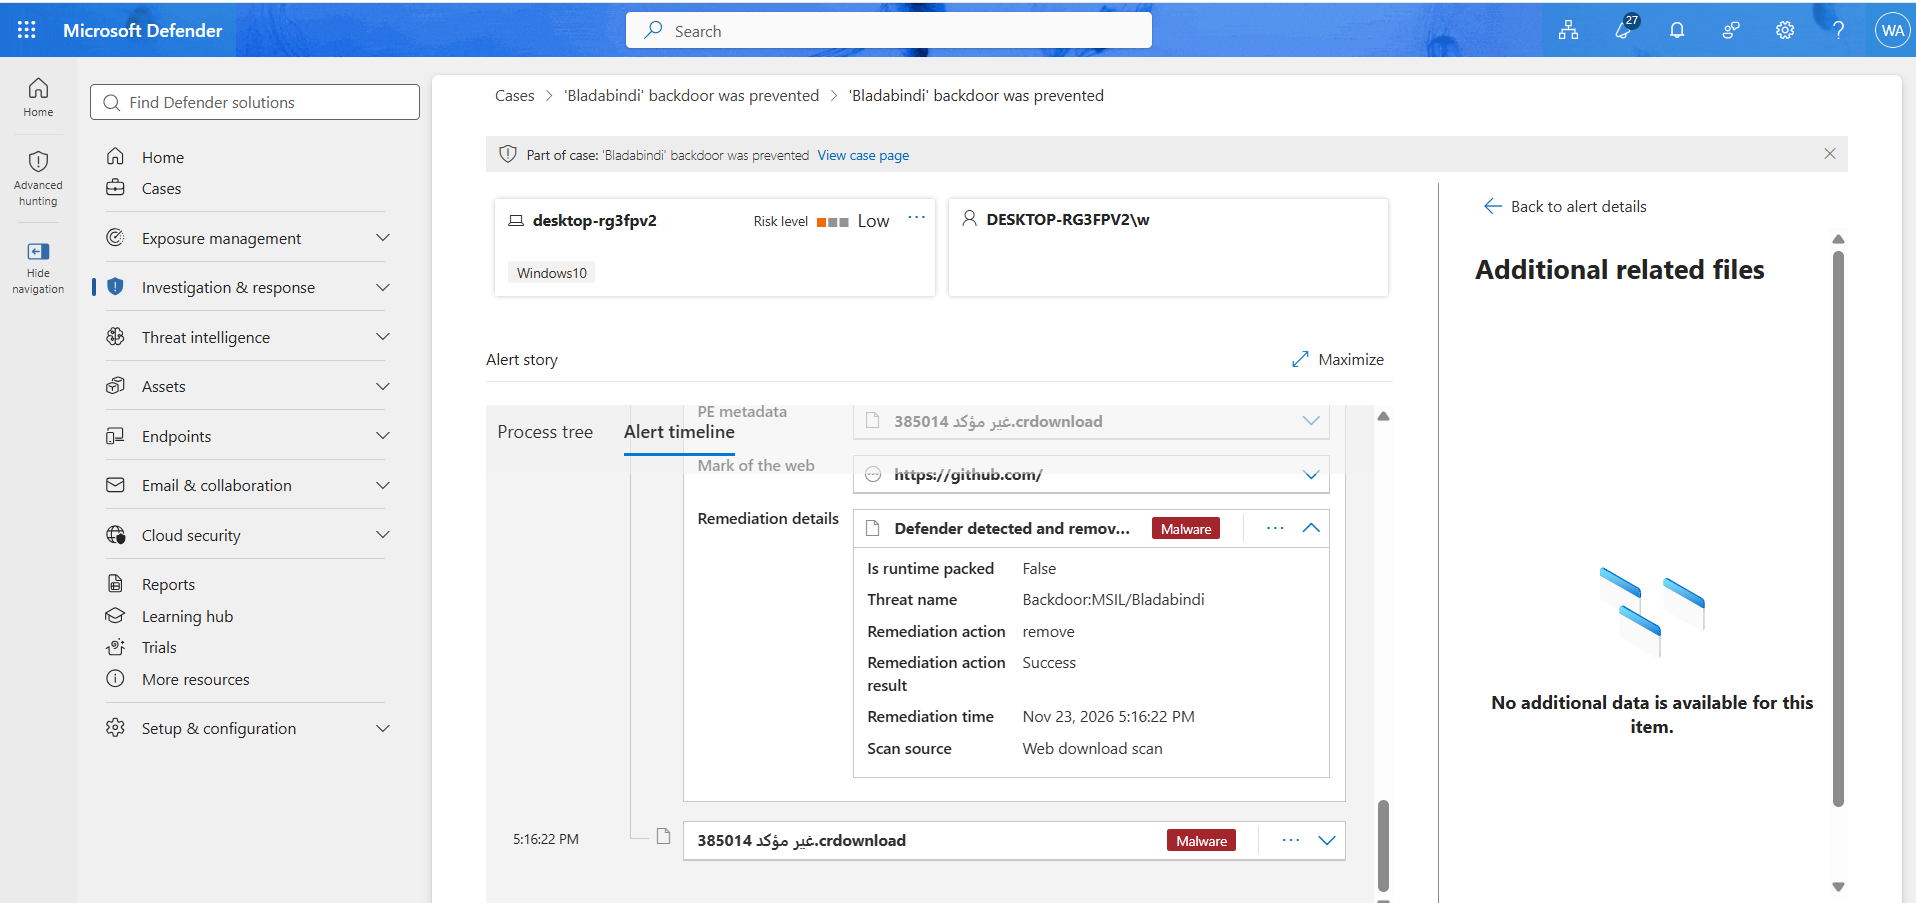 Microsoft Defender
Search
27
WA
Home
Advanced hunting
Hide navigation
Find Defender solutions
Home
Cases
Exposure management
Investigation & response
Threat intelligence
Assets
Endpoints
Email & collaboration
Cloud security
Reports
Learning hub
Trials
More resources
Setup & configuration
Cases > 'Bladabindi' backdoor was prevented > 'Bladabindi' backdoor was prevented
Part of case: 'Bladabindi' backdoor was prevented View case page
desktop-rg3fpv2
Risk level Low ...
Windows10
DESKTOP-RG3FPV2\w
Alert story
Maximize
Process tree
Alert timeline
PE metadata
غير مؤكد 385014.crdownload
Mark of the web
https://github.com/
Remediation details
Defender detected and remov... Malware ...
Is runtime packed False
Threat name Backdoor:MSIL/Bladabindi
Remediation action remove
Remediation action result Success
Remediation time Nov 23, 2026 5:16:22 PM
Scan source Web download scan
5:16:22 PM
غير مؤكد 385014.crdownload Malware ...
Back to alert details
Additional related files
No additional data is available for this
item.